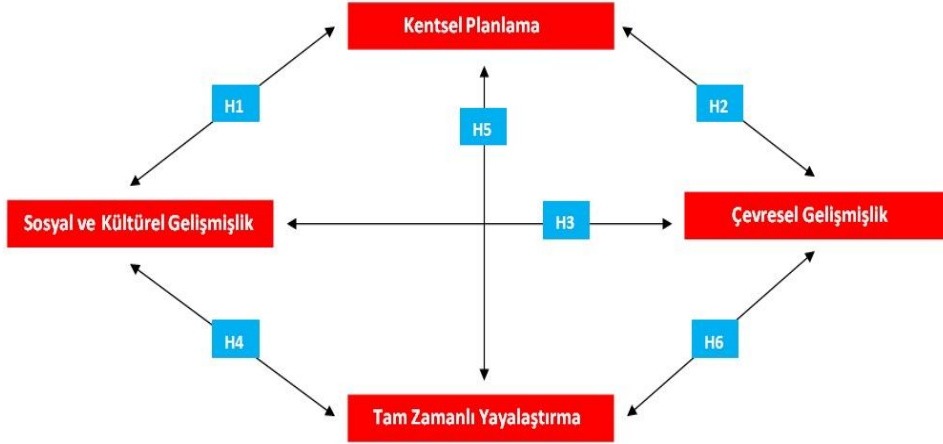 Kentsel Planlama
H1
H2
H5
Sosyal ve Kültürel Gelişmişlik
H3
Çevresel Gelişmişlik
H4
H6
Tam Zamanlı Yayalaştırma